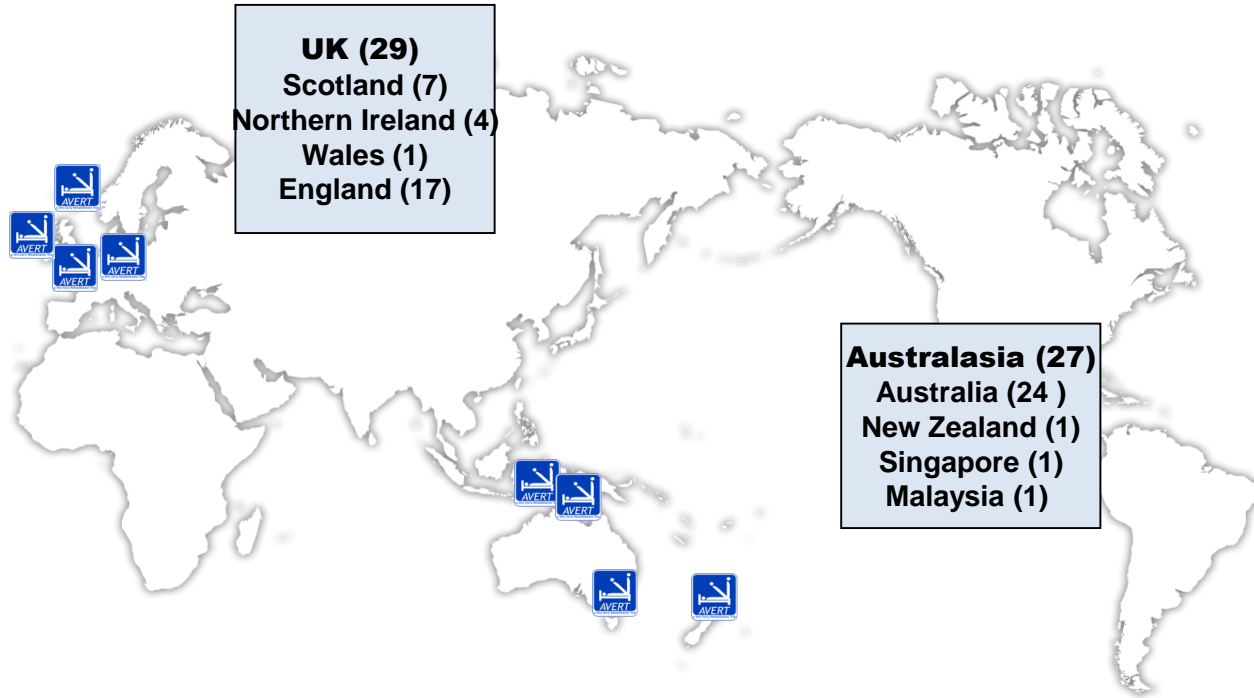 UK (29)
Scotland (7)
Northern Ireland (4)
Wales (1)
England (17)
AVERT
AVERT
AVERT
AVERT
Australasia (27)
Australia (24 )
New Zealand (1)
Singapore (1)
Malaysia (1)
AVERT
AVERT
AVERT
AVERT